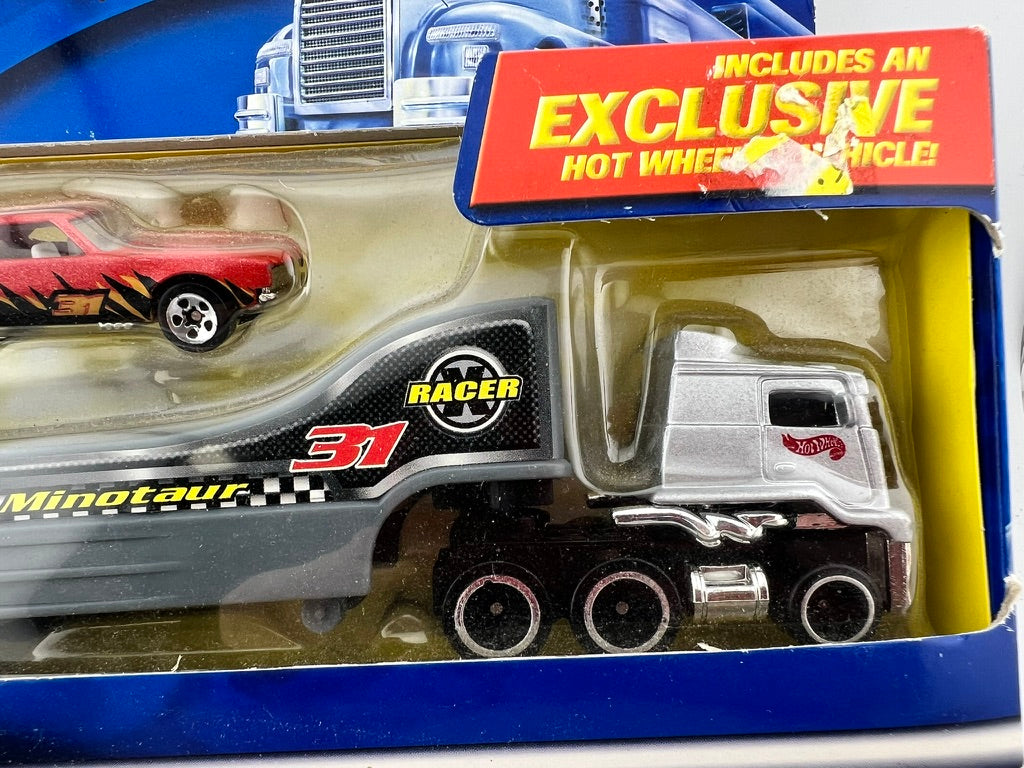 INCLUDES AN
EXCLUSIVE
HOT WHEE HICLE!
31
X
RACER
31
Minotaur
HOT WHEELS